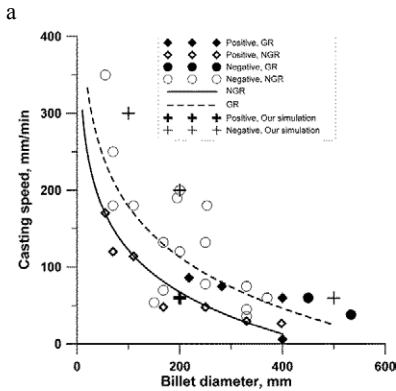 a
400
Positive, GR
Positive, NGR
Negative, GR
Negative, NGR
NGR
GR
Positive, Our simulation
Negative, Our simulation
300
200
100
0
Casting speed, mm/min
0 200 400 600
Billet diameter, mm